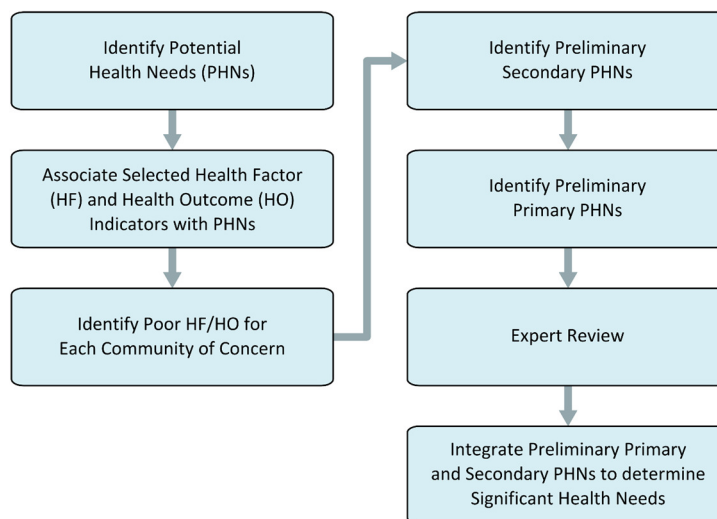 Identify Potential
Health Needs (PHNs)
Associate Selected Health Factor
(HF) and Health Outcome (HO)
Indicators with PHNs
Identify Poor HF/HO for
Each Community of Concern
Identify Preliminary
Secondary PHNs
Identify Preliminary
Primary PHNs
Expert Review
Integrate Preliminary Primary
and Secondary PHNs to determine
Significant Health Needs